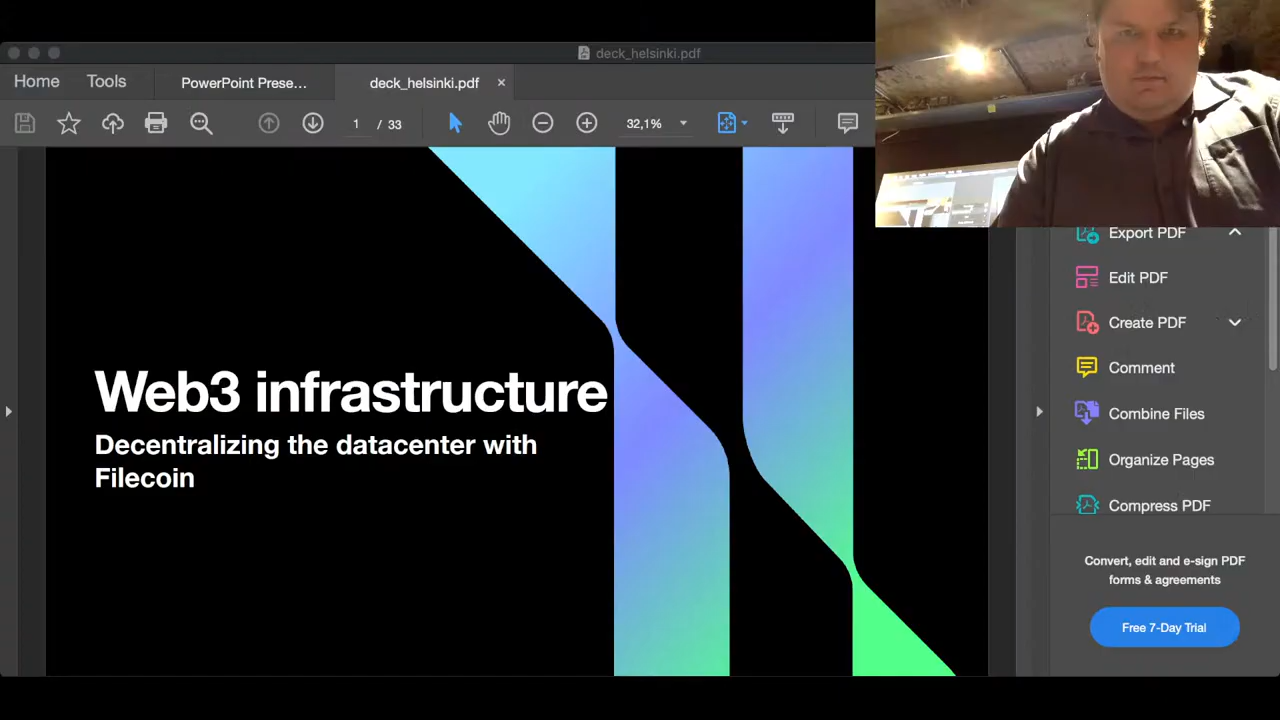 deck_helsinki.pdf
Home
Tools
PowerPoint Prese...
deck_helsinki.pdf
1 / 33
32,1%
Web3 infrastructure
Decentralizing the datacenter with
Filecoin
Export PDF
Edit PDF
Create PDF
Comment
Combine Files
Organize Pages
Compress PDF
Convert, edit and e-sign PDF
forms & agreements
Free 7-Day Trial